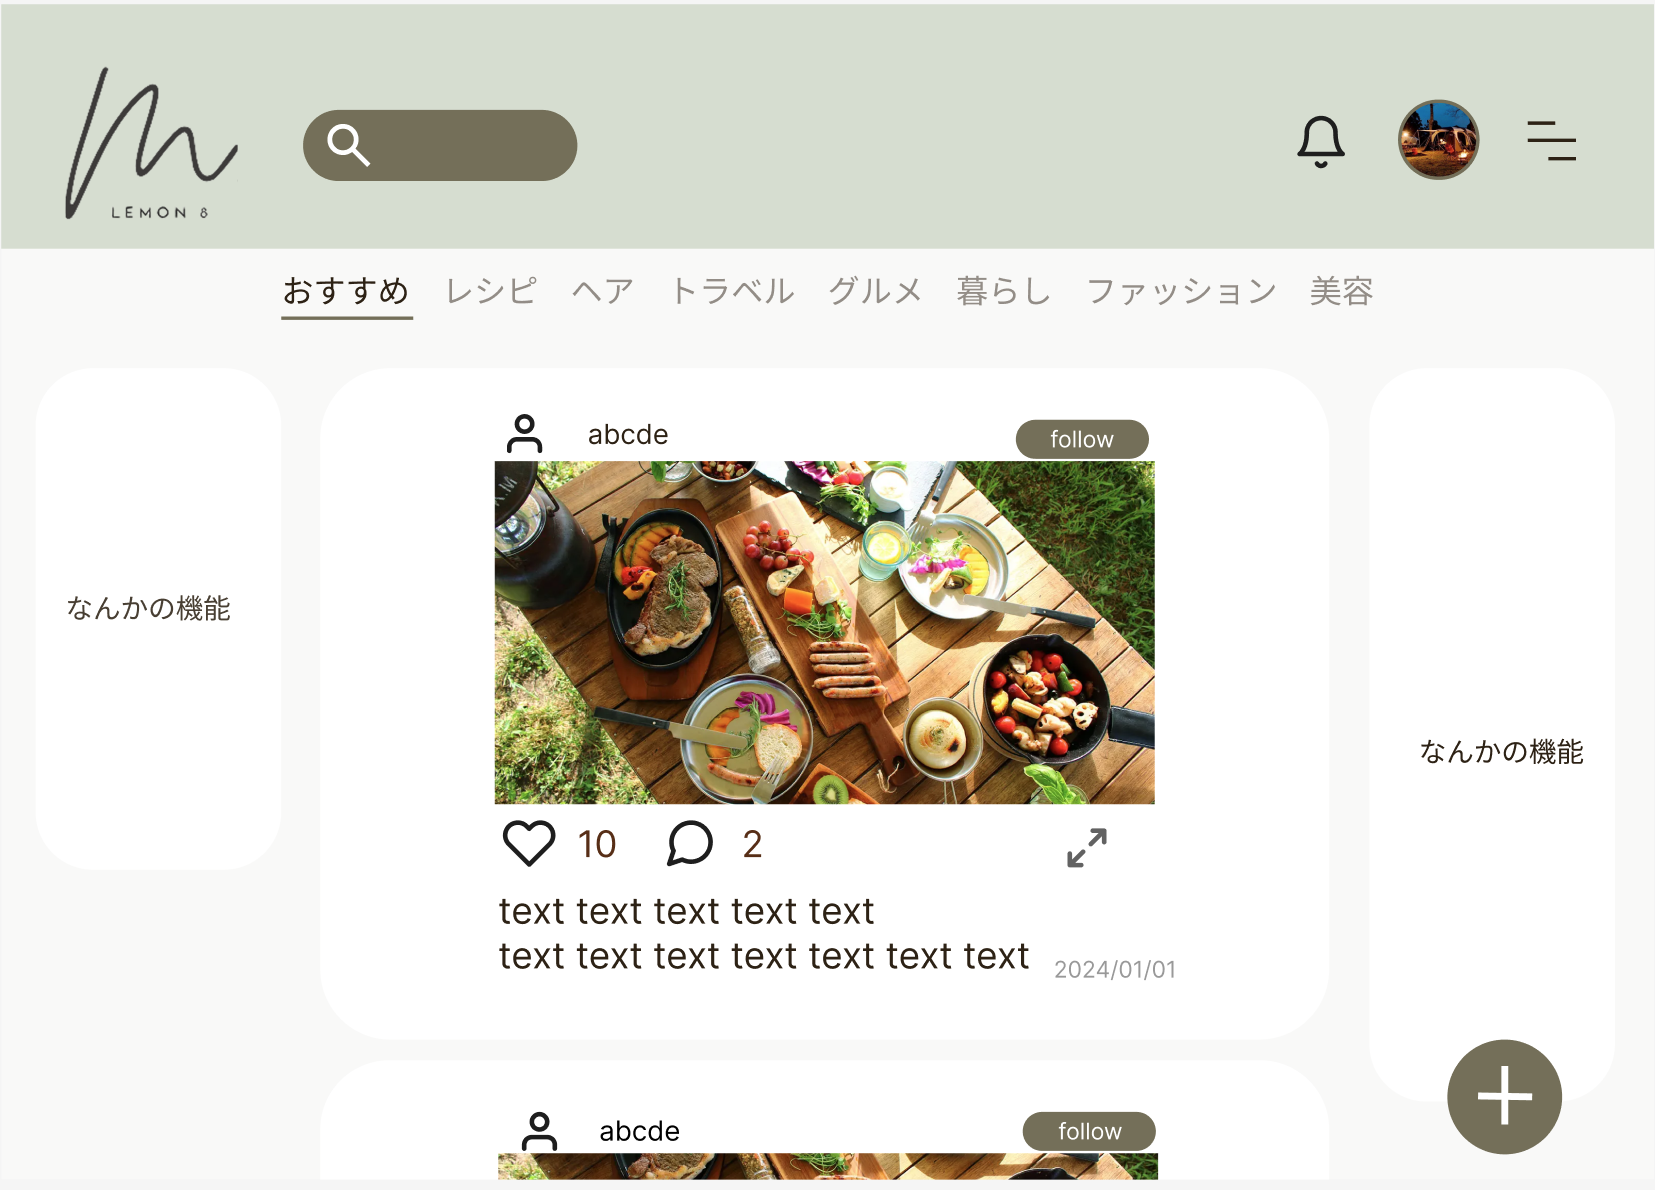 LEMON 8
おすすめ レシピ ヘア トラベル グルメ 暮らし ファッション 美容
abcde
follow
なんかの機能
なんかの機能
10
2
text text text text text
text text text text text text text
2024/01/01
abcde
follow